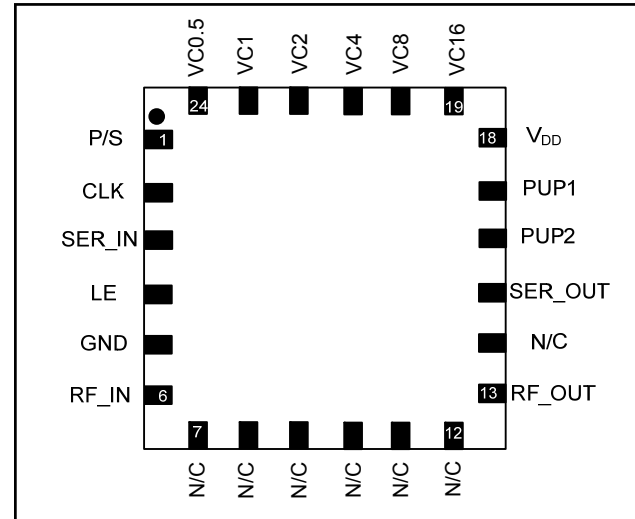 VC0.5 VC1 VC2 VC4 VC8 VC16
24 19
P/S 1 18 VDD
CLK PUP1
SER_IN PUP2
LE SER_OUT
GND N/C
RF_IN 6 13 RF_OUT
7 12
N/C N/C N/C N/C N/C N/C